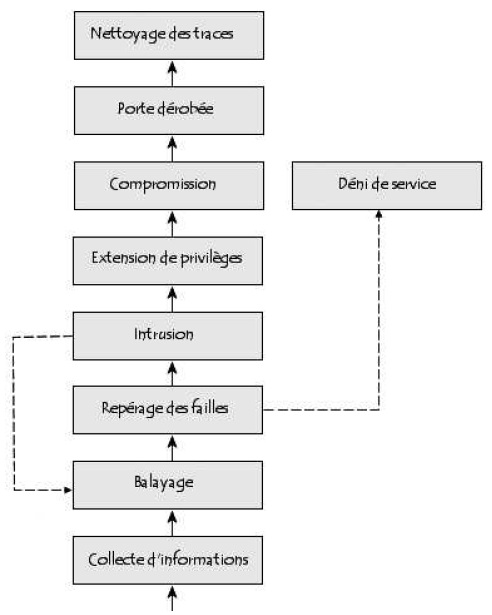 Nettoyage des traces
Porte dérobée
Compromission
Déni de service
Extension de privilèges
Intrusion
Repérage des failles
Balayage
Collecte d'informations